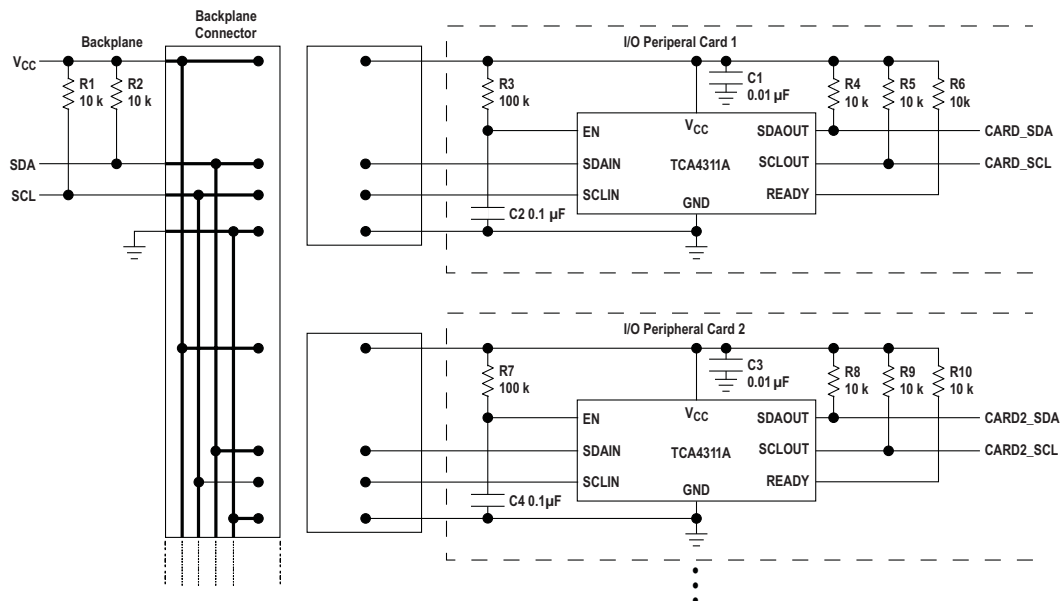 Backplane
Backplane
Connector
VCC
R1
10 k
R2
10 k
SDA
SCL
I/O Periperal Card 1
R3
100 k
C1
0.01 µF
R4
10 k
R5
10 k
R6
10k
EN
VCC
SDAOUT
CARD_SDA
SDAIN
TCA4311A
SCLOUT
CARD_SCL
SCLIN
READY
GND
C2 0.1 µF
I/O Peripheral Card 2
R7
100 k
C3
0.01 µF
R8
10 k
R9
10 k
R10
10 k
EN
VCC
SDAOUT
CARD2_SDA
SDAIN
TCA4311A
SCLOUT
CARD2_SCL
SCLIN
READY
GND
C4 0.1µF